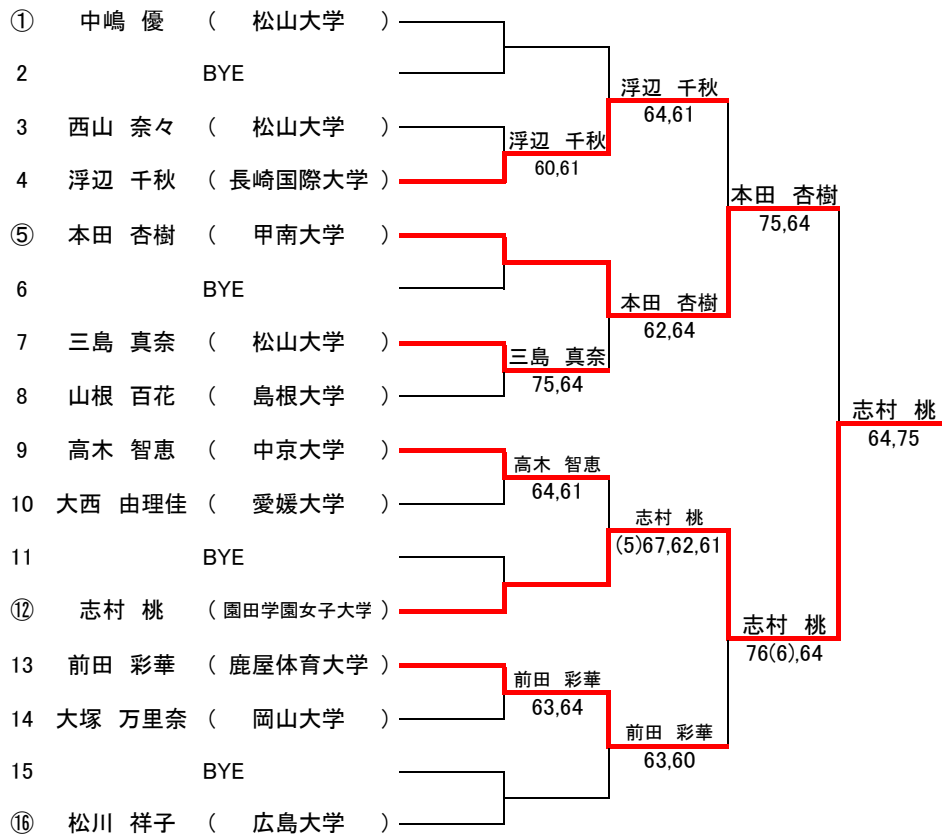 ① 中嶋 優 ( 松山大学 )
2 BYE
浮辺 千秋
64,61
3 西山 奈々 ( 松山大学 )
浮辺 千秋
60,61
4 浮辺 千秋 ( 長崎国際大学 )
本田 杏樹
75,64
⑤ 本田 杏樹 ( 甲南大学 )
6 BYE
本田 杏樹
62,64
7 三島 真奈 ( 松山大学 )
三島 真奈
75,64
8 山根 百花 ( 島根大学 )
志村 桃
64,75
9 高木 智恵 ( 中京大学 )
高木 智恵
64,61
10 大西 由理佳 ( 愛媛大学 )
志村 桃
(5)67,62,61
11 BYE
⑫ 志村 桃 ( 園田学園女子大学 )
志村 桃
76(6),64
13 前田 彩華 ( 鹿屋体育大学 )
前田 彩華
63,64
14 大塚 万里奈 ( 岡山大学 )
前田 彩華
63,60
15 BYE
⑯ 松川 祥子 ( 広島大学 )